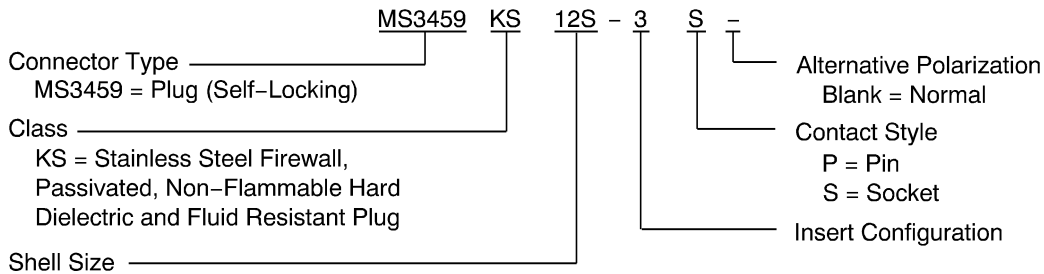 MS3459 KS 12S – 3 S –
Connector Type
MS3459 = Plug (Self–Locking)
Class
KS = Stainless Steel Firewall,
Passivated, Non–Flammable Hard
Dielectric and Fluid Resistant Plug
Shell Size
Alternative Polarization
Blank = Normal
Contact Style
P = Pin
S = Socket
Insert Configuration